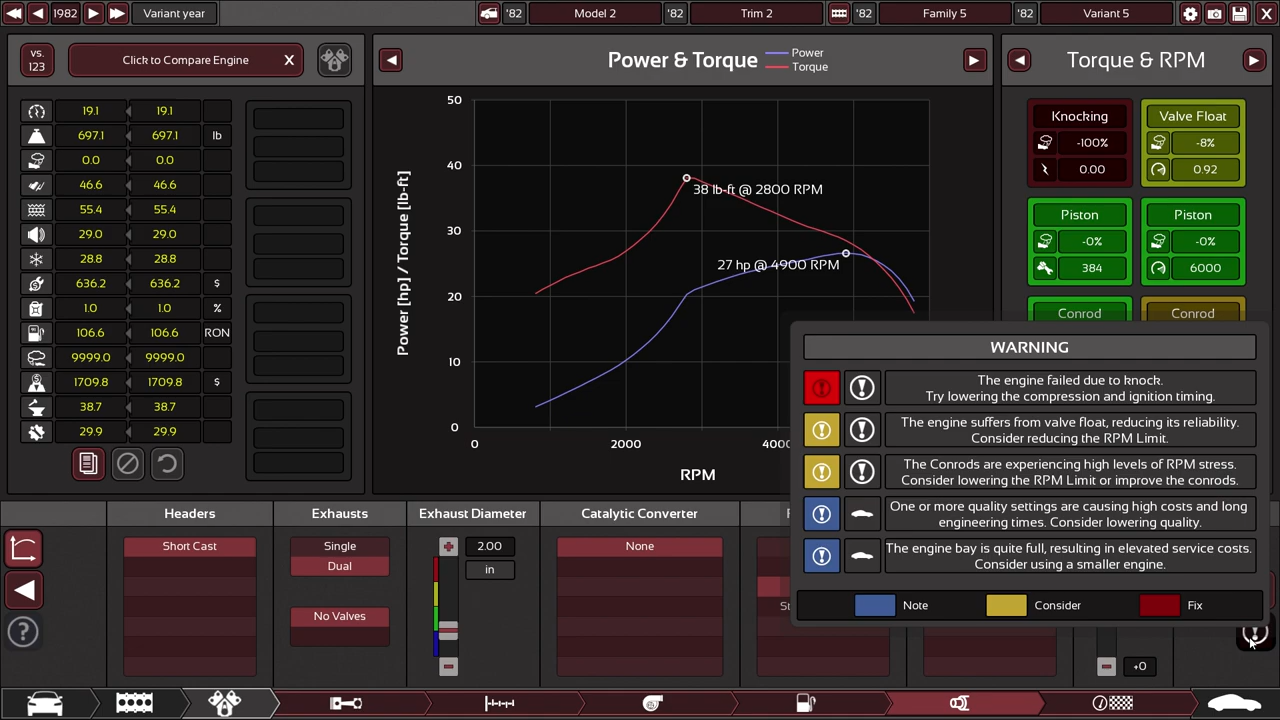 1982
Variant year
'82
Model 2
'82
Trim 2
'82
Family 5
'82
Variant 5
vs.
123
Click to Compare Engine
X
Power & Torque
Power
Torque
Torque & RPM
19.1 19.1
697.1 697.1 lb
0.0 0.0
46.6 46.6
55.4 55.4
29.0 29.0
28.8 28.8
636.2 636.2 $
1.0 1.0 %
106.6 106.6 RON
9999.0 9999.0
1709.8 1709.8 $
38.7 38.7
29.9 29.9
Power [hp] / Torque [lb-ft]
50
40
30
20
10
0
0
2000
4000
RPM
38 lb-ft @ 2800 RPM
27 hp @ 4900 RPM
Knocking
-100%
0.00
Valve Float
-8%
0.92
Piston
-0%
384
Piston
-0%
6000
Conrod
Conrod
WARNING
The engine failed due to knock.
Try lowering the compression and ignition timing.
The engine suffers from valve float, reducing its reliability.
Consider reducing the RPM Limit.
The Conrods are experiencing high levels of RPM stress.
Consider lowering the RPM Limit or improve the conrods.
One or more quality settings are causing high costs and long
engineering times. Consider lowering quality.
The engine bay is quite full, resulting in elevated service costs.
Consider using a smaller engine.
Note
Consider
Fix
Headers
Short Cast
Exhausts
Single
Dual
No Valves
Exhaust Diameter
2.00
in
Catalytic Converter
None
+0